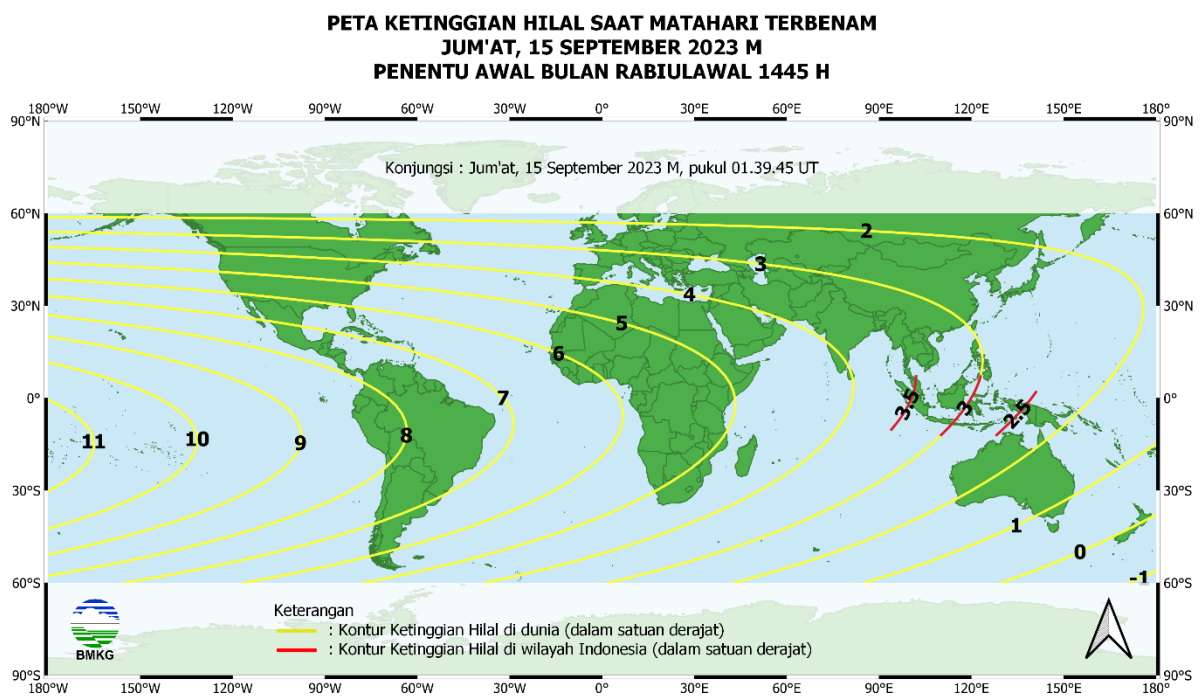 PETA KETINGGIAN HILAL SAAT MATAHARI TERBENAM
JUM'AT, 15 SEPTEMBER 2023 M
PENENTU AWAL BULAN RABIULAWAL 1445 H
180°W 150°W 120°W 90°W 60°W 30°W 0° 30°E 60°E 90°E 120°E 150°E 180°
90°N 90°N
Konjungsi : Jum'at, 15 September 2023 M, pukul 01.39.45 UT
60°N 60°N
2
3
4
30°N 30°N
5
6
7
0° 0°
3.5 3 2.5
11 10 9 8
30°S 30°S
1
0
-1
60°S 60°S
Keterangan
: Kontur Ketinggian Hilal di dunia (dalam satuan derajat)
: Kontur Ketinggian Hilal di wilayah Indonesia (dalam satuan derajat)
BMKG
90°S 90°S
180°W 150°W 120°W 90°W 60°W 30°W 0° 30°E 60°E 90°E 120°E 150°E 180°